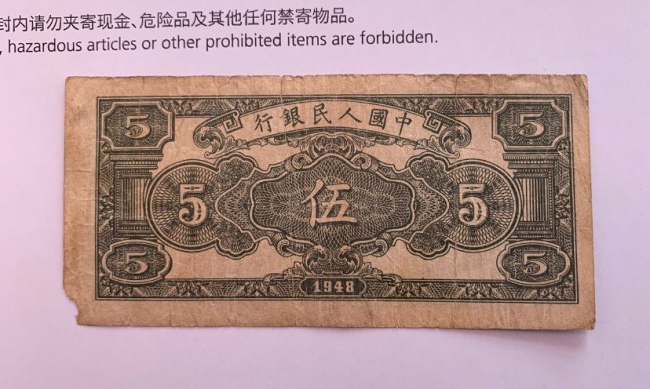 封内请勿夹寄现金、危险品及其他任何禁寄物品。
, hazardous articles or other prohibited items are forbidden.
行銀民人國中
5 5
5 伍 5
5 5
1948